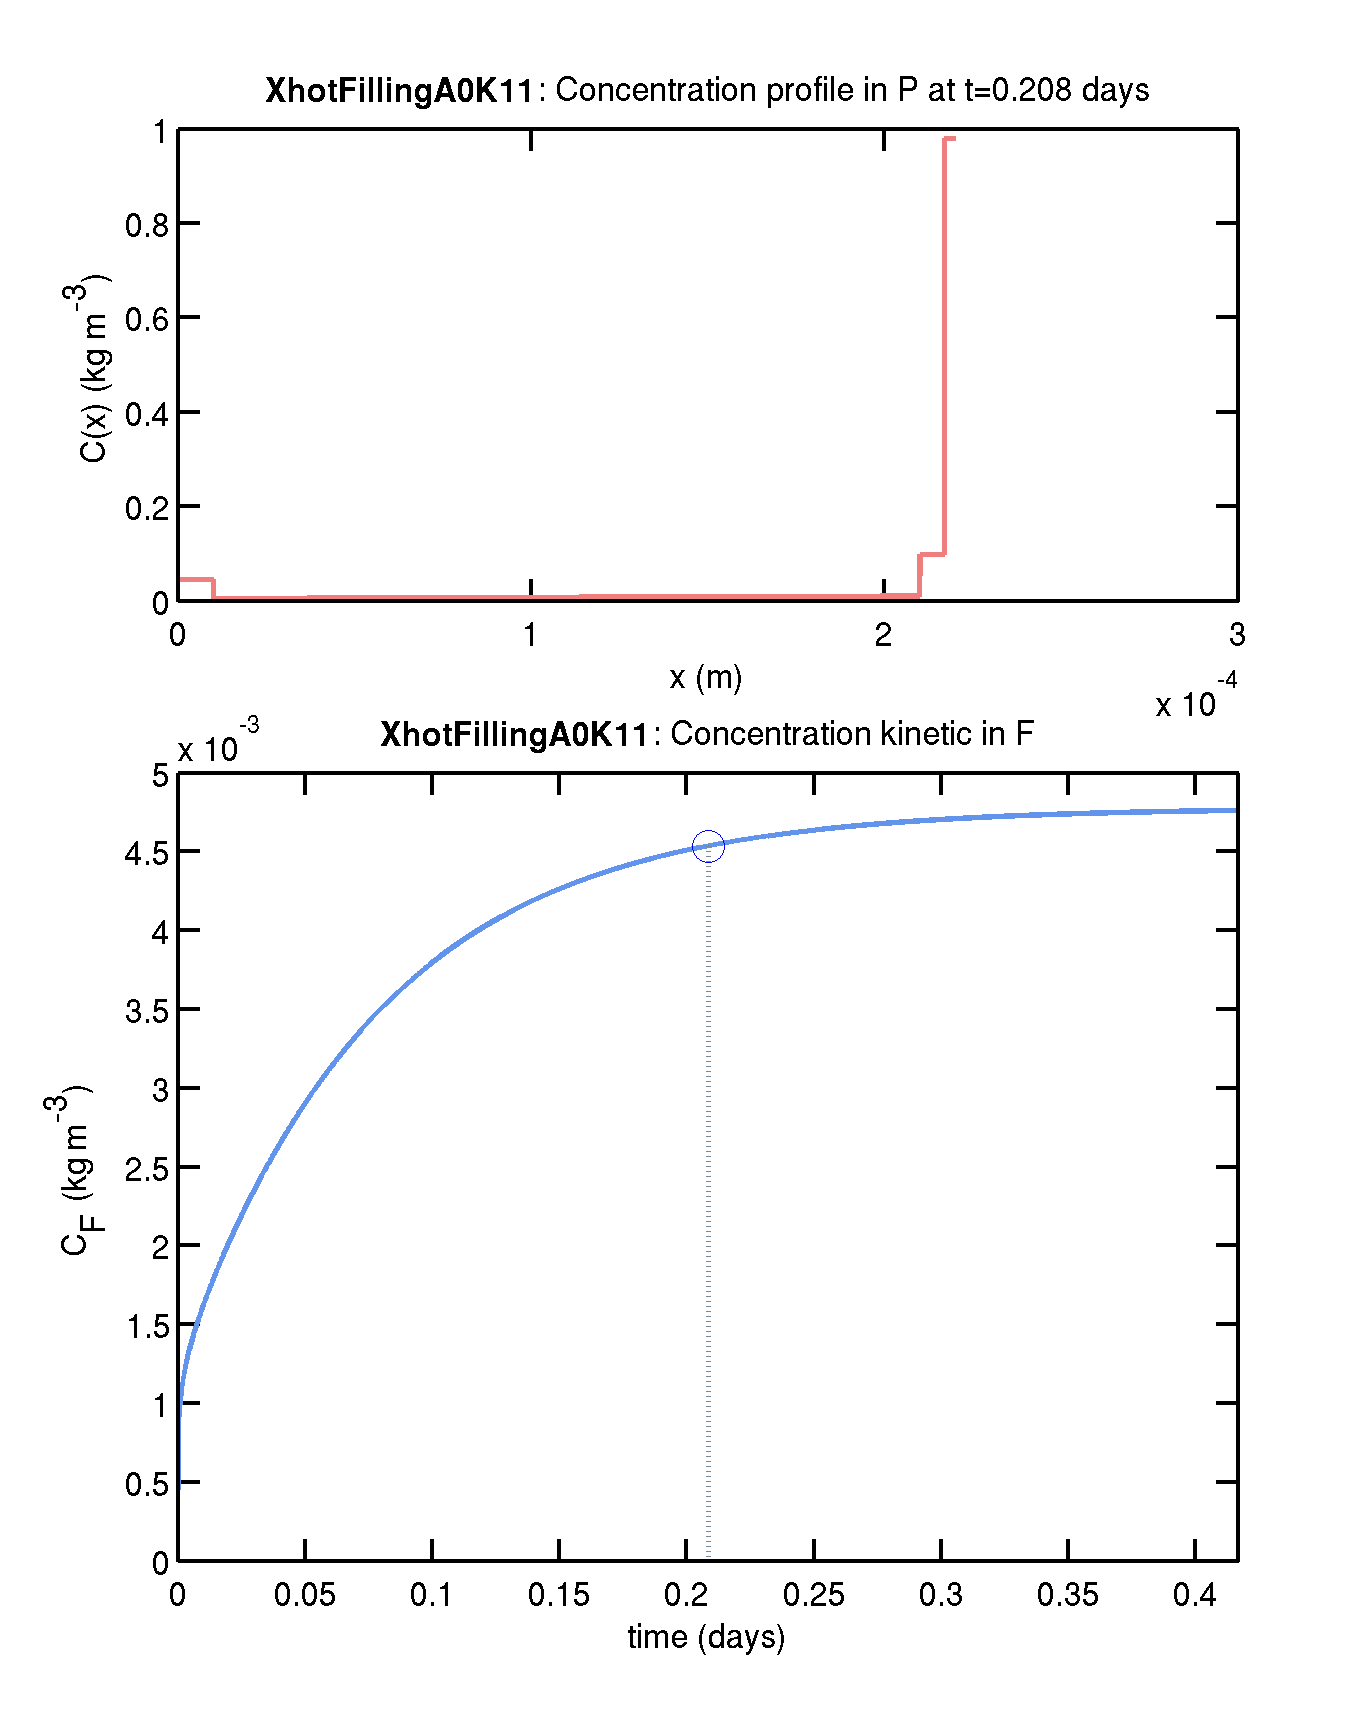 XhotFillingA0K11: Concentration profile in P at t=0.208 days
1
0.8
0.6
0.4
0.2
0
C(x) (kg m-3)
0 1 2 3
x (m)
x 10-4
XhotFillingA0K11: Concentration kinetic in F
x 10-3
5
4.5
4
3.5
3
2.5
2
1.5
1
0.5
0
CF (kg m-3)
0 0.05 0.1 0.15 0.2 0.25 0.3 0.35 0.4
time (days)